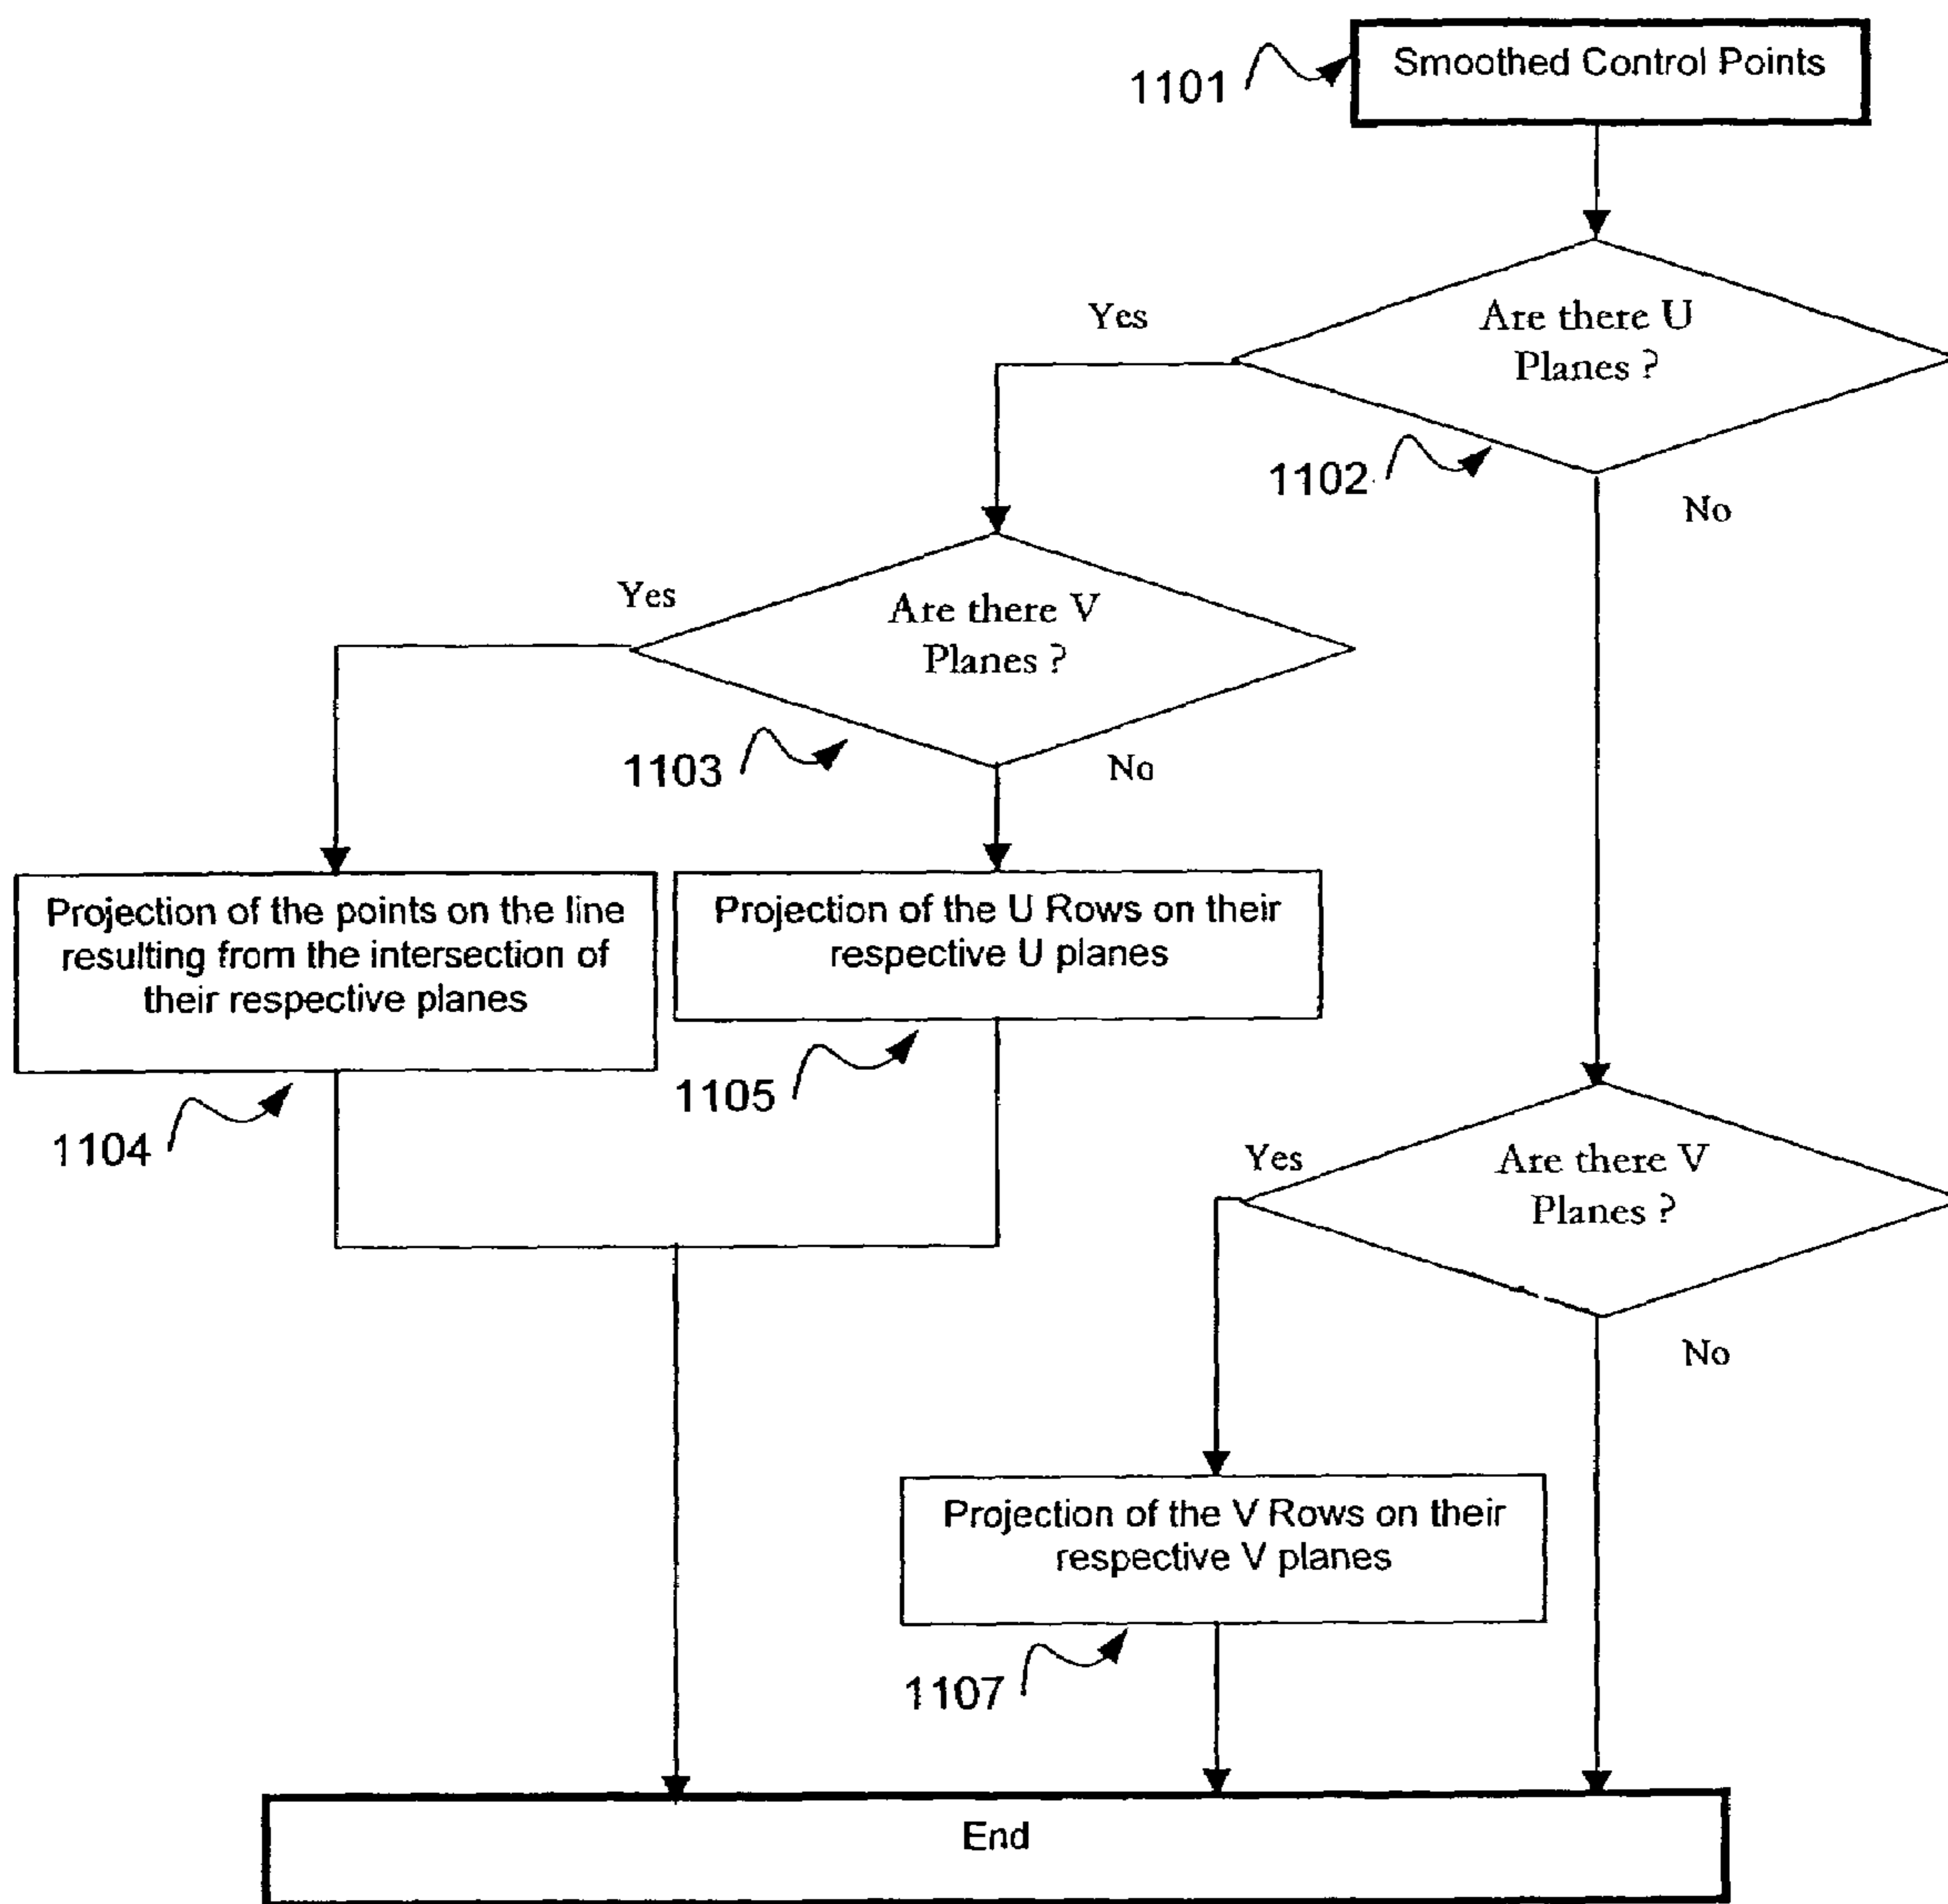 Smoothed Control Points
1101
Are there U
Planes ?
Yes
1102
No
Are there V
Planes ?
Yes
1103
No
Projection of the points on the line
resulting from the intersection of
their respective planes
Projection of the U Rows on their
respective U planes
1104
1105
Are there V
Planes ?
Yes
No
Projection of the V Rows on their
respective V planes
1107
End